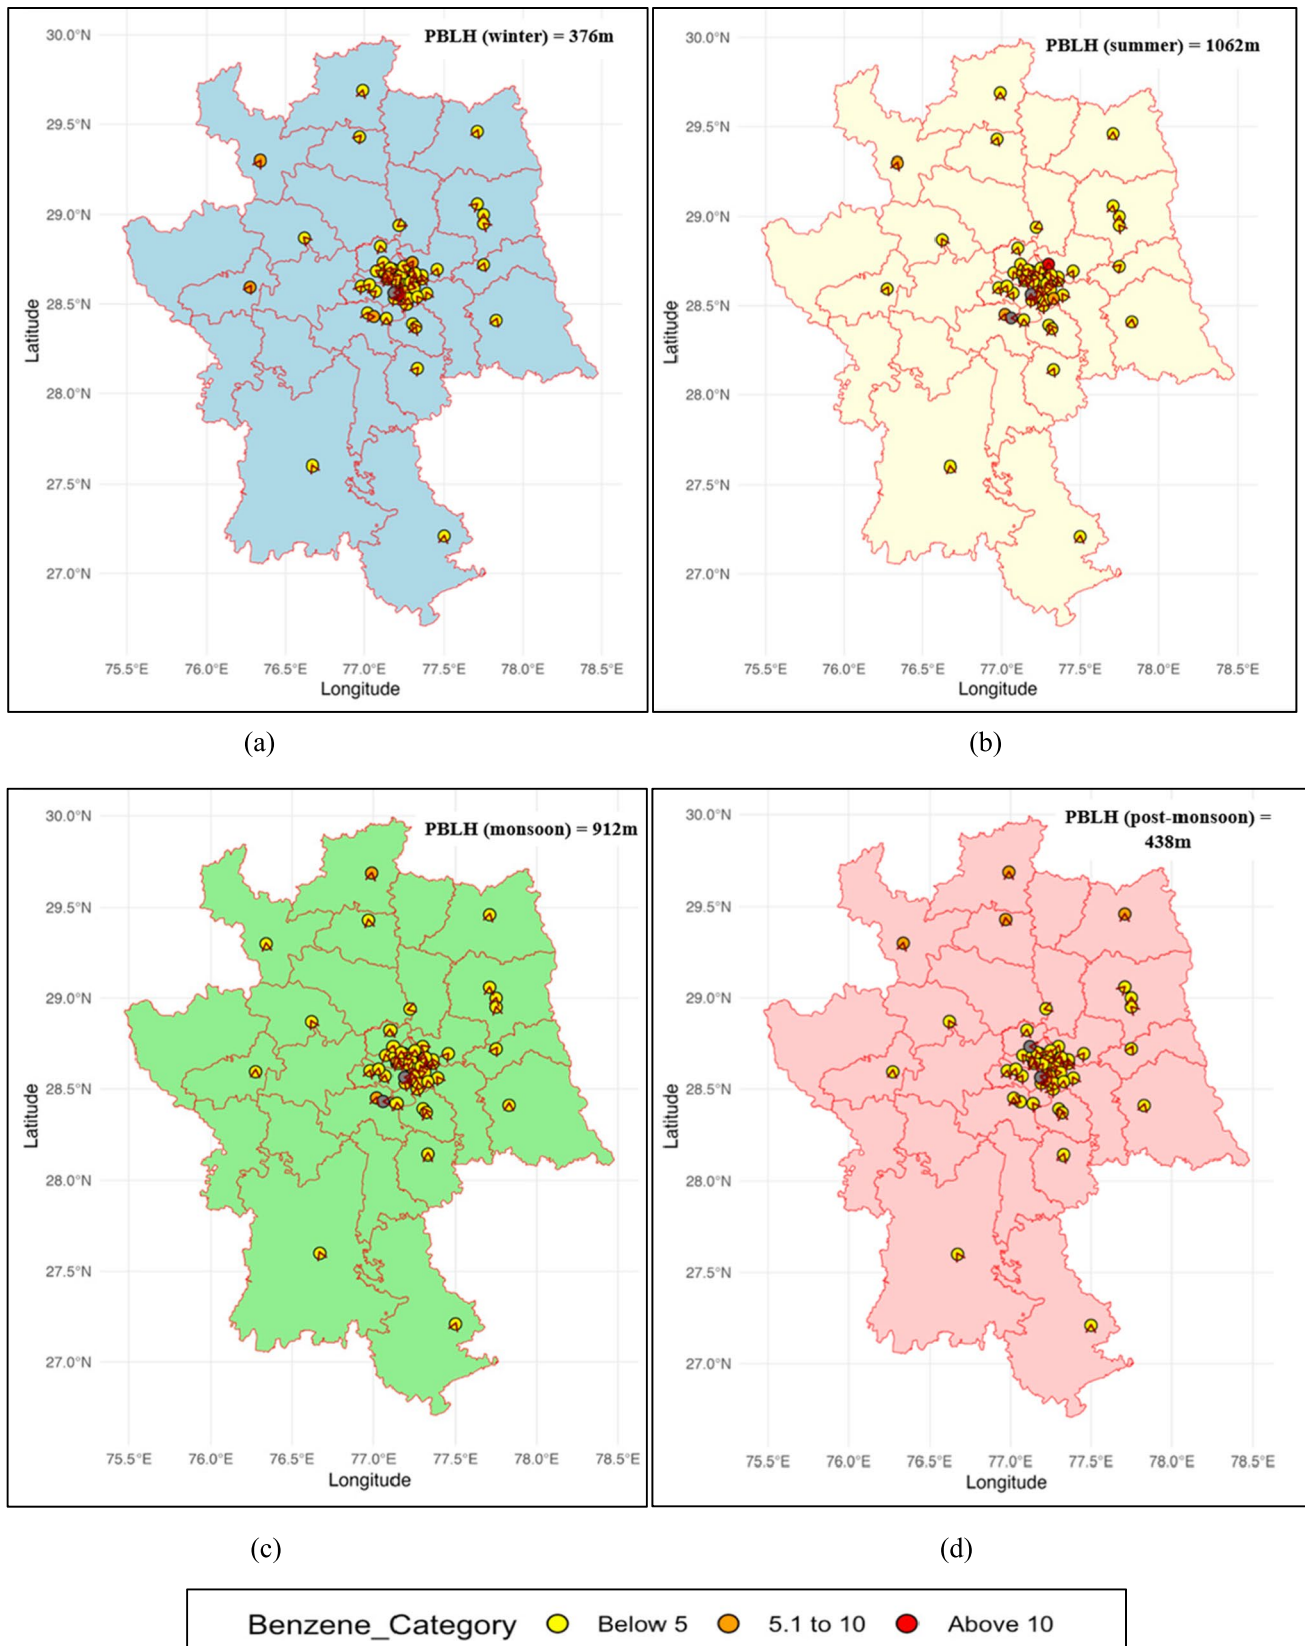 PBLH (winter) = 376m
30.0°N
29.5°N
29.0°N
28.5°N
28.0°N
27.5°N
27.0°N
Latitude
75.5°E 76.0°E 76.5°E 77.0°E 77.5°E 78.0°E 78.5°E
Longitude
(a)
PBLH (summer) = 1062m
30.0°N
29.5°N
29.0°N
28.5°N
28.0°N
27.5°N
27.0°N
Latitude
75.5°E 76.0°E 76.5°E 77.0°E 77.5°E 78.0°E 78.5°E
Longitude
(b)
PBLH (monsoon) = 912m
30.0°N
29.5°N
29.0°N
28.5°N
28.0°N
27.5°N
27.0°N
Latitude
75.5°E 76.0°E 76.5°E 77.0°E 77.5°E 78.0°E 78.5°E
Longitude
(c)
PBLH (post-monsoon) =
438m
30.0°N
29.5°N
29.0°N
28.5°N
28.0°N
27.5°N
27.0°N
Latitude
75.5°E 76.0°E 76.5°E 77.0°E 77.5°E 78.0°E 78.5°E
Longitude
(d)
Benzene_Category Below 5 5.1 to 10 Above 10